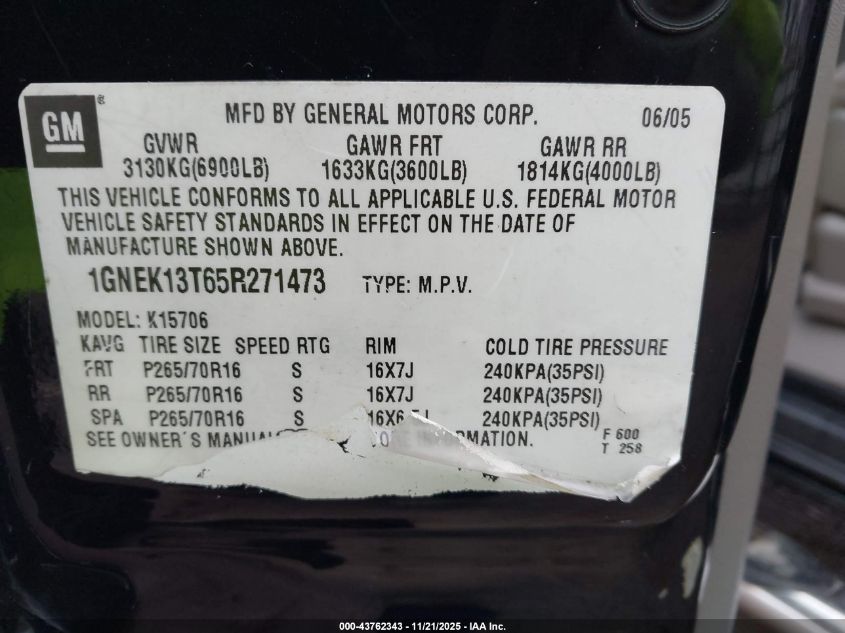 GM®
MFD BY GENERAL MOTORS CORP. 06/05
GVWR GAWR FRT GAWR RR
3130KG(6900LB) 1633KG(3600LB) 1814KG(4000LB)
THIS VEHICLE CONFORMS TO ALL APPLICABLE U.S. FEDERAL MOTOR
VEHICLE SAFETY STANDARDS IN EFFECT ON THE DATE OF
MANUFACTURE SHOWN ABOVE.
1GNEK13T65R271473 TYPE: M.P.V.
MODEL: K15706
KAVG TIRE SIZE SPEED RTG RIM COLD TIRE PRESSURE
FRT P265/70R16 S 16X7J 240KPA(35PSI)
RR P265/70R16 S 16X7J 240KPA(35PSI)
SPA P265/70R16 S 240KPA(35PSI)
SEE OWNER'S MANUAL INFORMATION. F 600
T 258
000-43762343 - 11/21/2025 - IAA Inc.